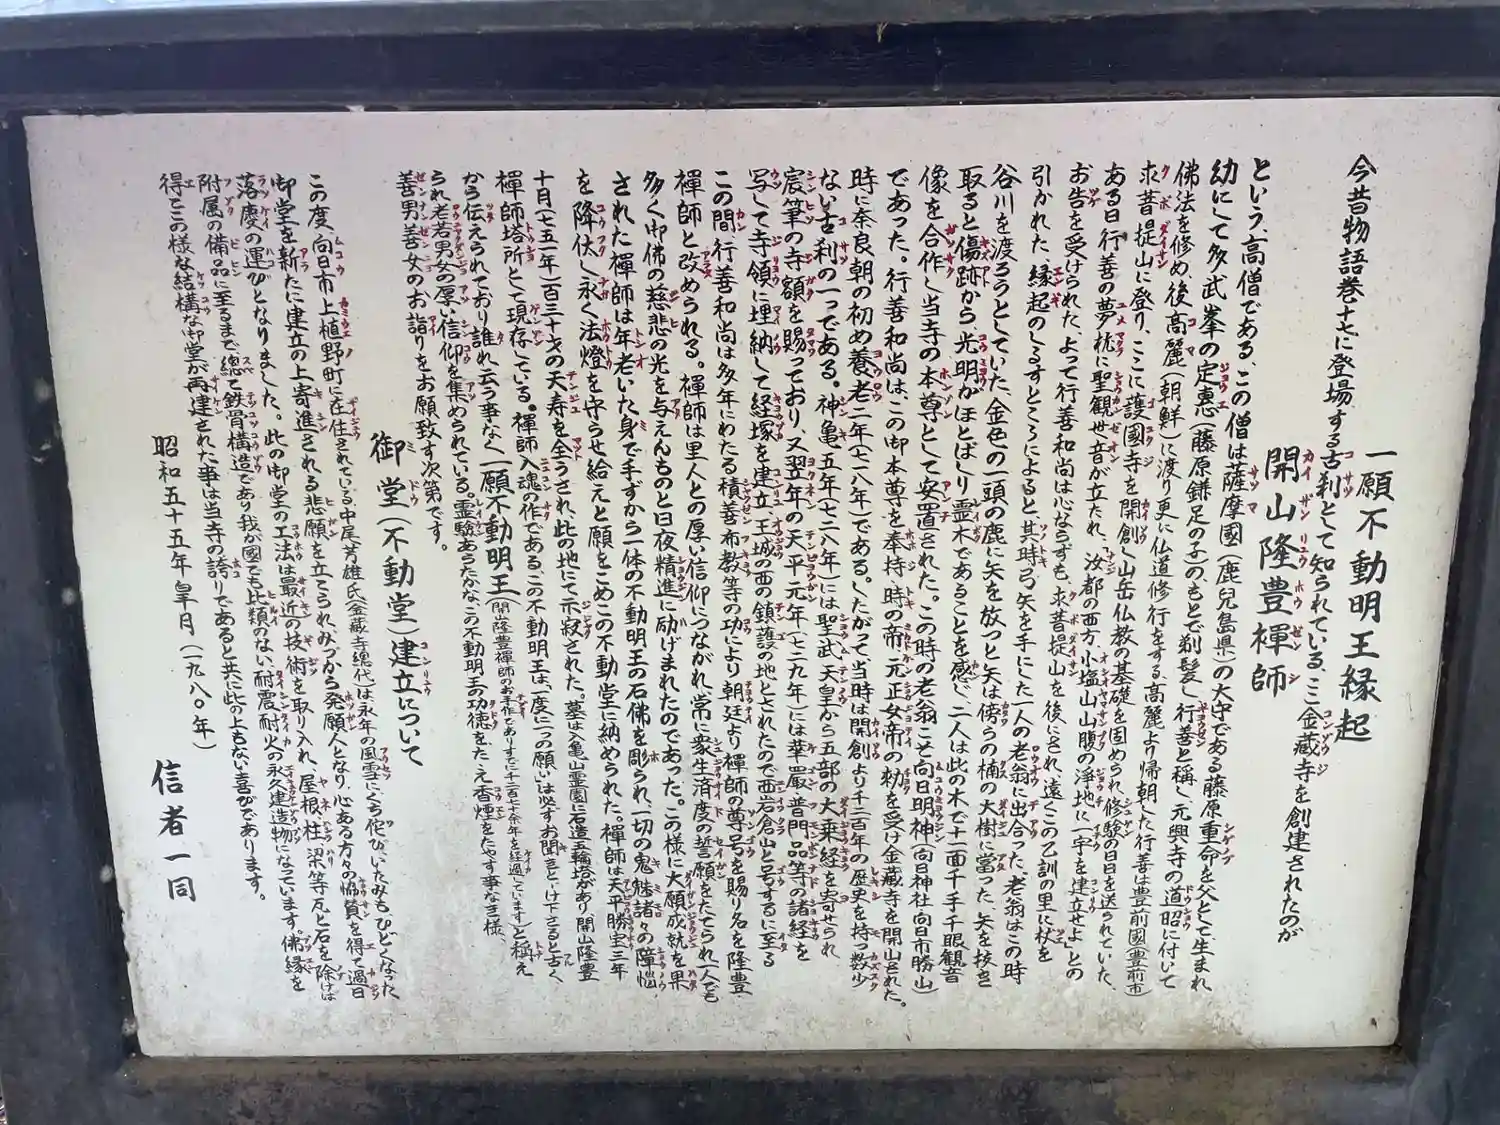 一願不動明王縁起
今昔物語巻十七に登場する古刹として知られている、ここ金蔵寺を創建されたのが
開山隆豊禅師
という、高僧である、この僧は薩摩國(鹿児島県)の大守である藤原重命を父として生まれ
幼にして多武峯の定恵(藤原鎌足の子)のもとで剃髪し、行善と称し元興寺の道昭に付いて
佛法を修め、後高麗(朝鮮)に渡り更に仏道修行をする、高麗より帰朝した行善は豊前國(豊前市)
求菩提山に登り、ここに護國寺を開創し山岳仏教の基礎を固められ、修験の日日を送られていた、
ある日行善の夢枕に聖観世音が立たれ、汝都の西方、小塩山山腹の浄地に一宇を建立せよとの
お告を受けられた、よって行善和尚は心ならずも、求菩提山を後にされ、遠くこの乙訓の里に杖を
引かれた、縁起のしるすところによると、其時弓矢を手にした一人の老翁に出合った、老翁はこの時
谷川を渡ろうとしていた、金色の一頭の鹿に矢を放つと矢は傍らの楠の大樹に當った、矢を抜き
取ると傷跡から、光明がほとばしり霊木であることを感じ、二人は此の木で十一面千手千眼観音
像を合作し当寺の本尊として安置された。この時の老翁こそ向日明神(向日神社向日市勝山)
であった。行善和尚は、この御本尊を奉持、時の帝、元正女帝の勅を受け金蔵寺を開山された。
時に奈良朝の初め養老二年(七一八年)である。したがって、当時は開創より千二百年の歴史を持つ数少
ない古刹の一つである。神亀五年(七二八年)には聖武天皇から五部の大乗経を寄せられ
宸筆の寺額を賜っており、又翌年の天平元年(七二九年)には華厳、普門品等の諸経を
写して寺領に埋納して経塚を建立、王城の西の鎮護の地とされたので西岩倉山と号するに至る
この間、行善和尚は多年にわたる積善布教等の功により朝廷より禅師の尊号を賜り名を隆豊
禅師と改めらる。禅師は里人との厚い信仰につながれ、常に衆生済度の誓願をたてられ一人でも
多く御佛の慈悲の光を与えんものと日夜精進に励げまれたのであった。この様に大願成就を果
された禅師は年老いた身で手ずから一体の不動明王の石佛を彫られ、一切の鬼魅諸々の障悩
を降伏し永く法燈を守らせ給えと願をこめこの不動堂に納められた。禅師は天平勝宝三年
十月(七五一年)百三十才の天寿を全うされ、此の地にて示寂された。墓は入亀山霊園に石造五輪塔があり開山隆豊
禅師塔所として現存している。禅師入魂の作である、この不動明王は、一度に一つの願いは必ずお聞きとどけ下さると古く
から伝えられており誰れ云う事なく一願不動明王(開山隆豊禅師のお手作でありすでに千二百七十余年を経過しています)と称え
られ老若男女の厚い信仰を集められている。霊験あらたかなこの不動明王の功徳をたたえ香煙をたやす事なき様、
善男善女のお詣りをお願致す次第です。
御堂(不動堂)建立について
この度、向日市上植野町に在住されている中尾芳雄氏(金蔵寺総代)は永年の風雪にくち侘びいたみもひどくなった
御堂を新たに建立の上寄進される悲願を立てられ、みづから発願人となり、心ある方々の協賛を得て過日
落慶の運びとなりました。此の御堂の工法は最近の技術を取り入れ、屋根、柱、梁等瓦と石を除けば
附属の備品に至るまで總て鉄骨構造であり我が國でも比類のない、耐震耐火の永久建造物になっています。佛縁を
得てこの様な結構な御堂が再建された事は当寺の誇りであると共に此の上もない喜びであります。
昭和五十五年 月(一九八〇年)
信者一同